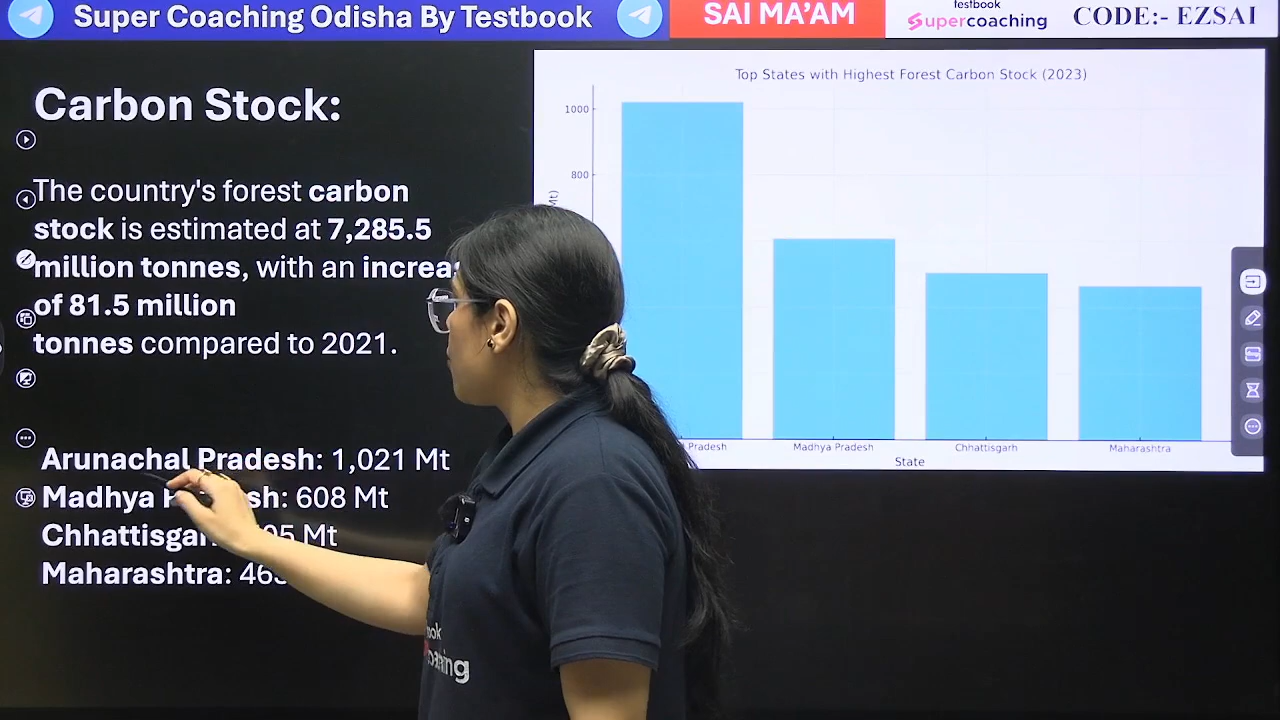 Super Coaching Odisha By Testbook
SAI MA'AM
testbook
Supercoaching
CODE:- EZSAI
Carbon Stock:
The country's forest carbon
stock is estimated at 7,285.5
million tonnes, with an
of 81.5 million
tonnes compared to 2021.
Arunachal Pradesh: 1,021 Mt
Madhya : 608 Mt
Mt
Maharashtra:
Top States with Highest Forest Carbon Stock (2023)
1000
800
Mt)
Pradesh
Madhya Pradesh
Chhattisgarh
Maharashtra
State